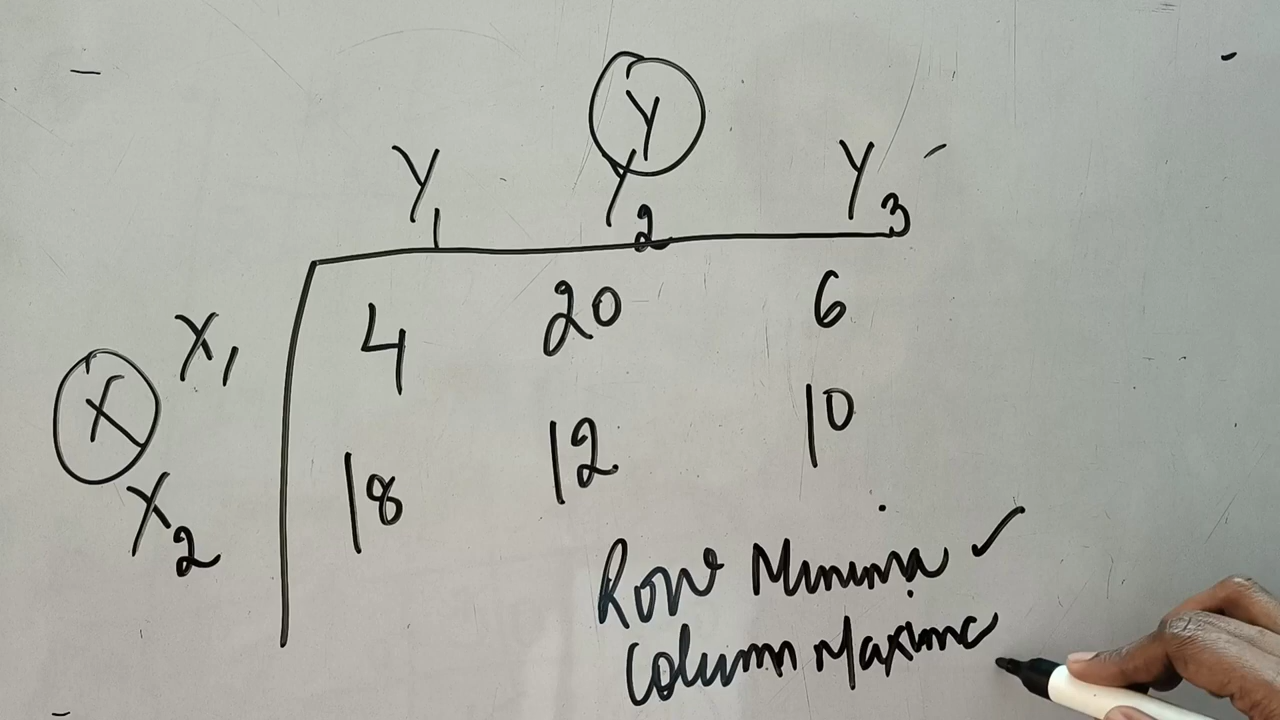 Y
Y1 Y2 Y3
X1 4 20 6
X
X2 18 12 10
Row Minima ✓
Column Maxima